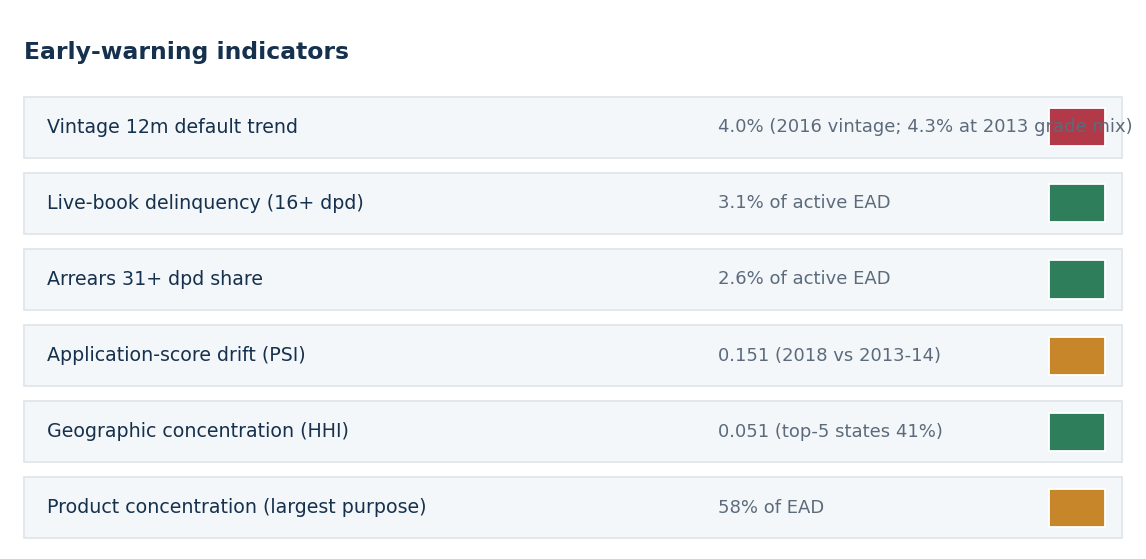 Early-warning indicators
Vintage 12m default trend 4.0% (2016 vintage; 4.3% at 2013 grade mix)
Live-book delinquency (16+ dpd) 3.1% of active EAD
Arrears 31+ dpd share 2.6% of active EAD
Application-score drift (PSI) 0.151 (2018 vs 2013-14)
Geographic concentration (HHI) 0.051 (top-5 states 41%)
Product concentration (largest purpose) 58% of EAD